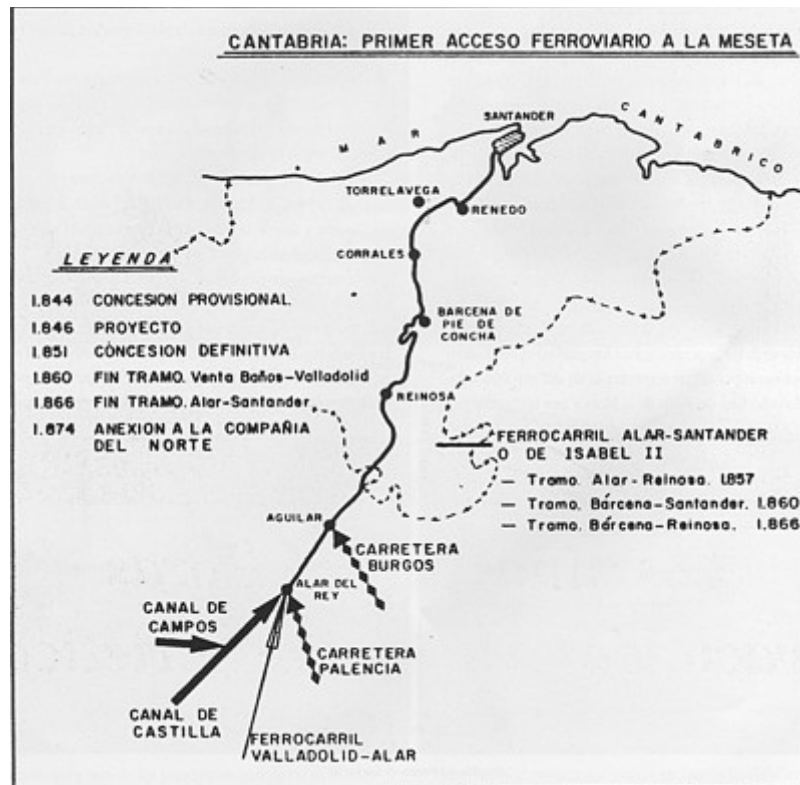 CANTABRIA: PRIMER ACCESO FERROVIARIO A LA MESETA
SANTANDER
MAR
CANTABRICO
TORRELAVEGA
RENEDO
CORRALES
LEYENDA
1.844 CONCESION PROVISIONAL.
1.846 PROYECTO
1.851 CONCESION DEFINITIVA
1.860 FIN TRAMO. Venta Baños-Valladolid
1.866 FIN TRAMO. Alar-Santander
1.874 ANEXION A LA COMPAÑIA
DEL NORTE
BARCENA DE
PIE DE
CONCHA
REINOSA
FERROCARRIL ALAR-SANTANDER
O DE ISABEL II
— Tramo. Alar-Reinosa. 1.857
— Tramo. Bárcena-Santander. 1.860
— Tramo. Bárcena-Reinosa. 1.866
AGUILAR
CARRETERA
BURGOS
ALAR DEL
REY
CANAL DE
CAMPOS
CARRETERA
PALENCIA
CANAL DE
CASTILLA
FERROCARRIL
VALLADOLID-ALAR